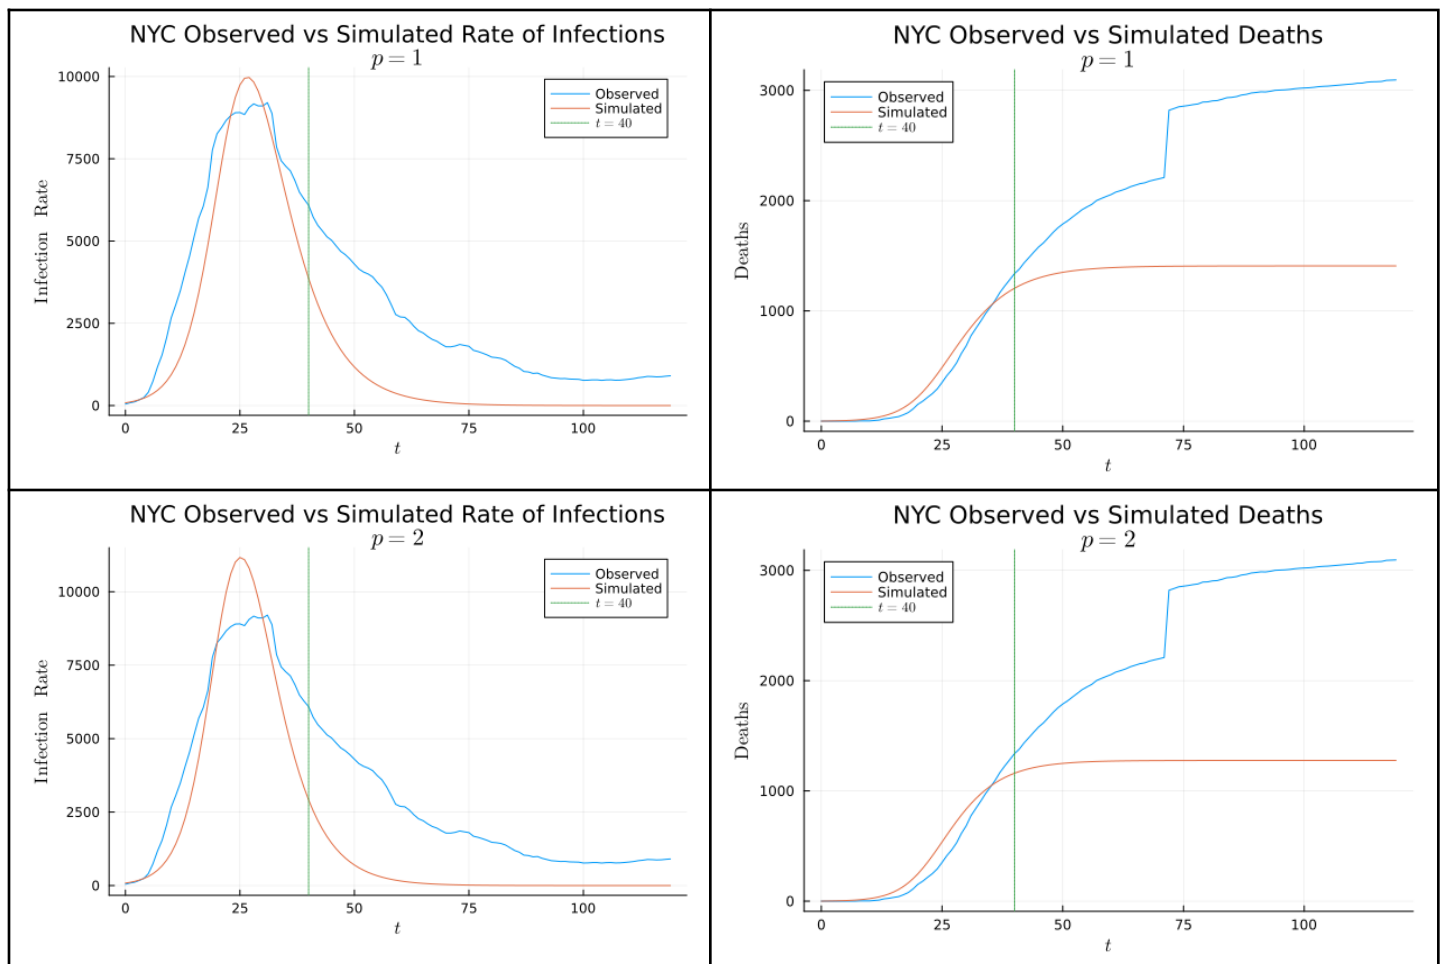 NYC Observed vs Simulated Rate of Infections
p = 1
10000
7500
5000
2500
0
Infection Rate
0 25 50 75 100
t
Observed
Simulated
t = 40
NYC Observed vs Simulated Deaths
p = 1
3000
2000
1000
0
Deaths
0 25 50 75 100
t
Observed
Simulated
t = 40
NYC Observed vs Simulated Rate of Infections
p = 2
10000
7500
5000
2500
0
Infection Rate
0 25 50 75 100
t
Observed
Simulated
t = 40
NYC Observed vs Simulated Deaths
p = 2
3000
2000
1000
0
Deaths
0 25 50 75 100
t
Observed
Simulated
t = 40